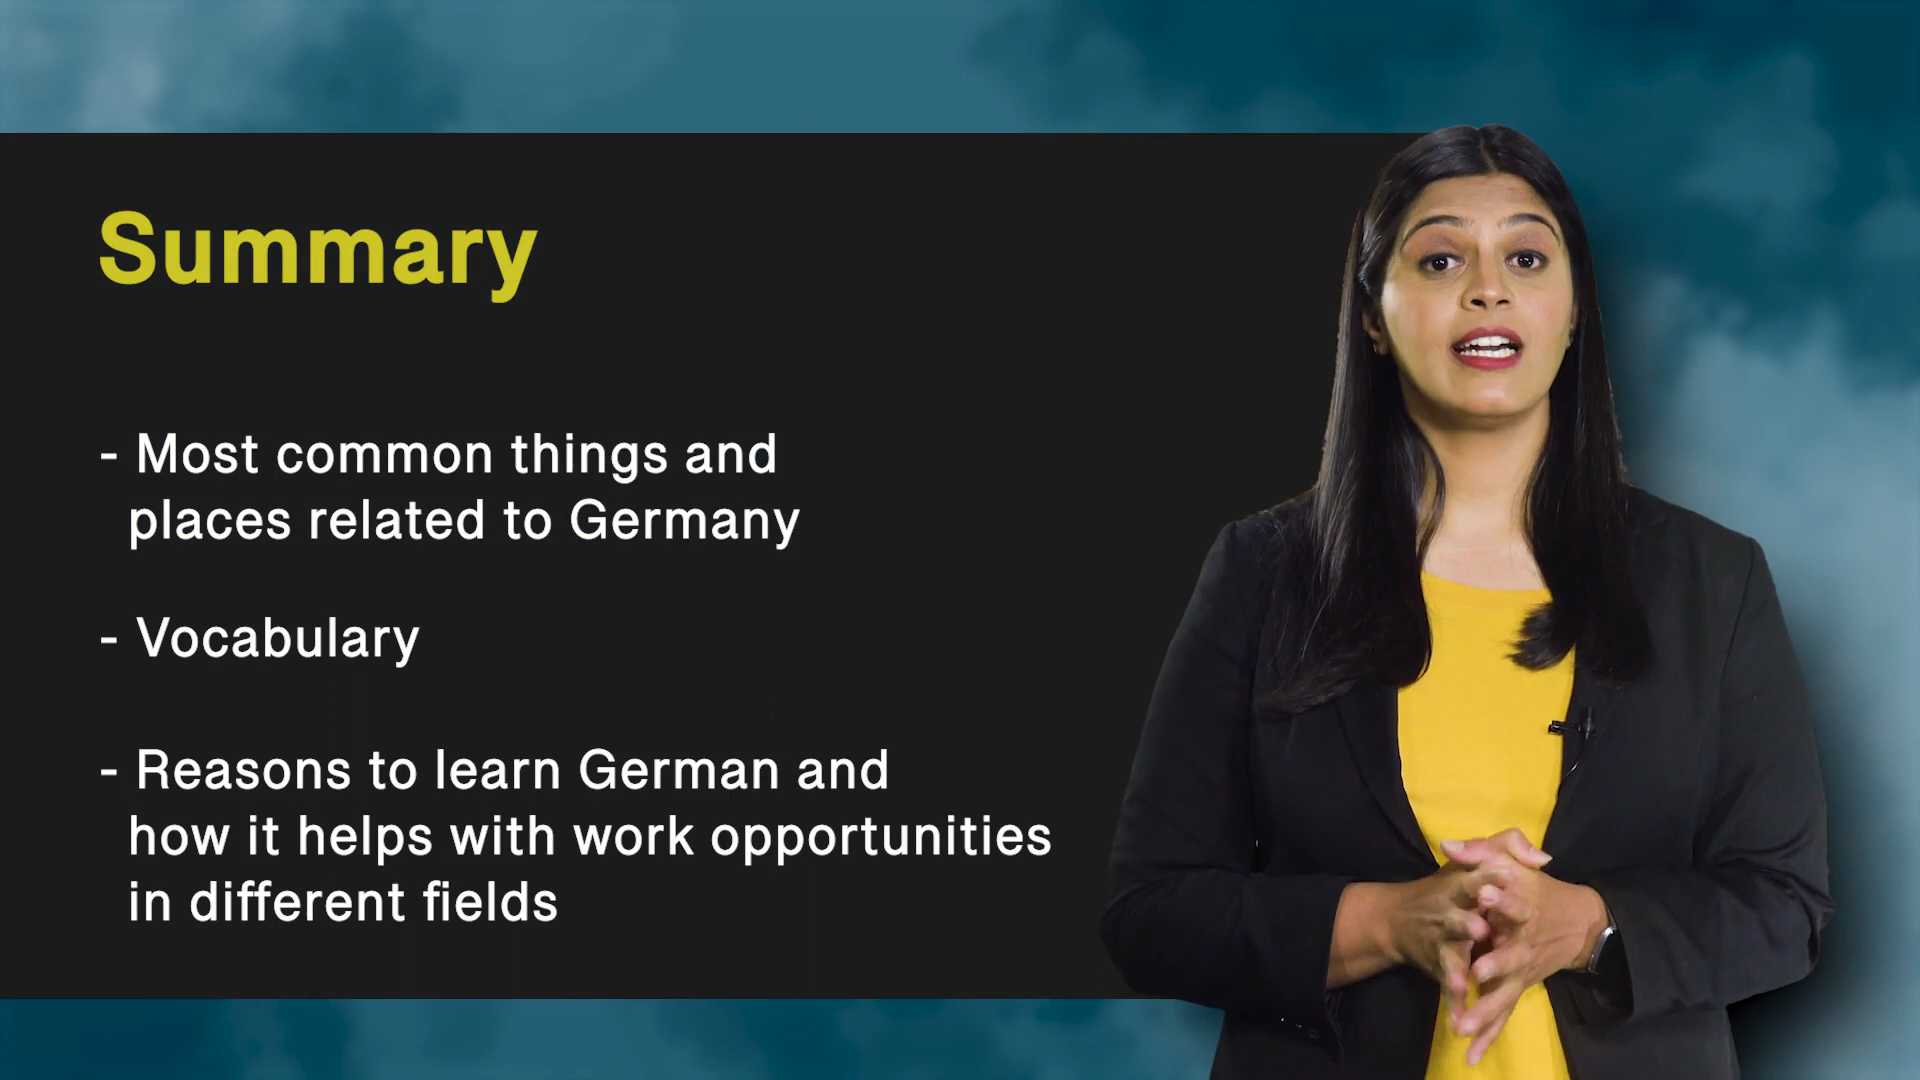 Summary
- Most common things and
places related to Germany
- Vocabulary
- Reasons to learn German and
how it helps with work opportunities
in different fields